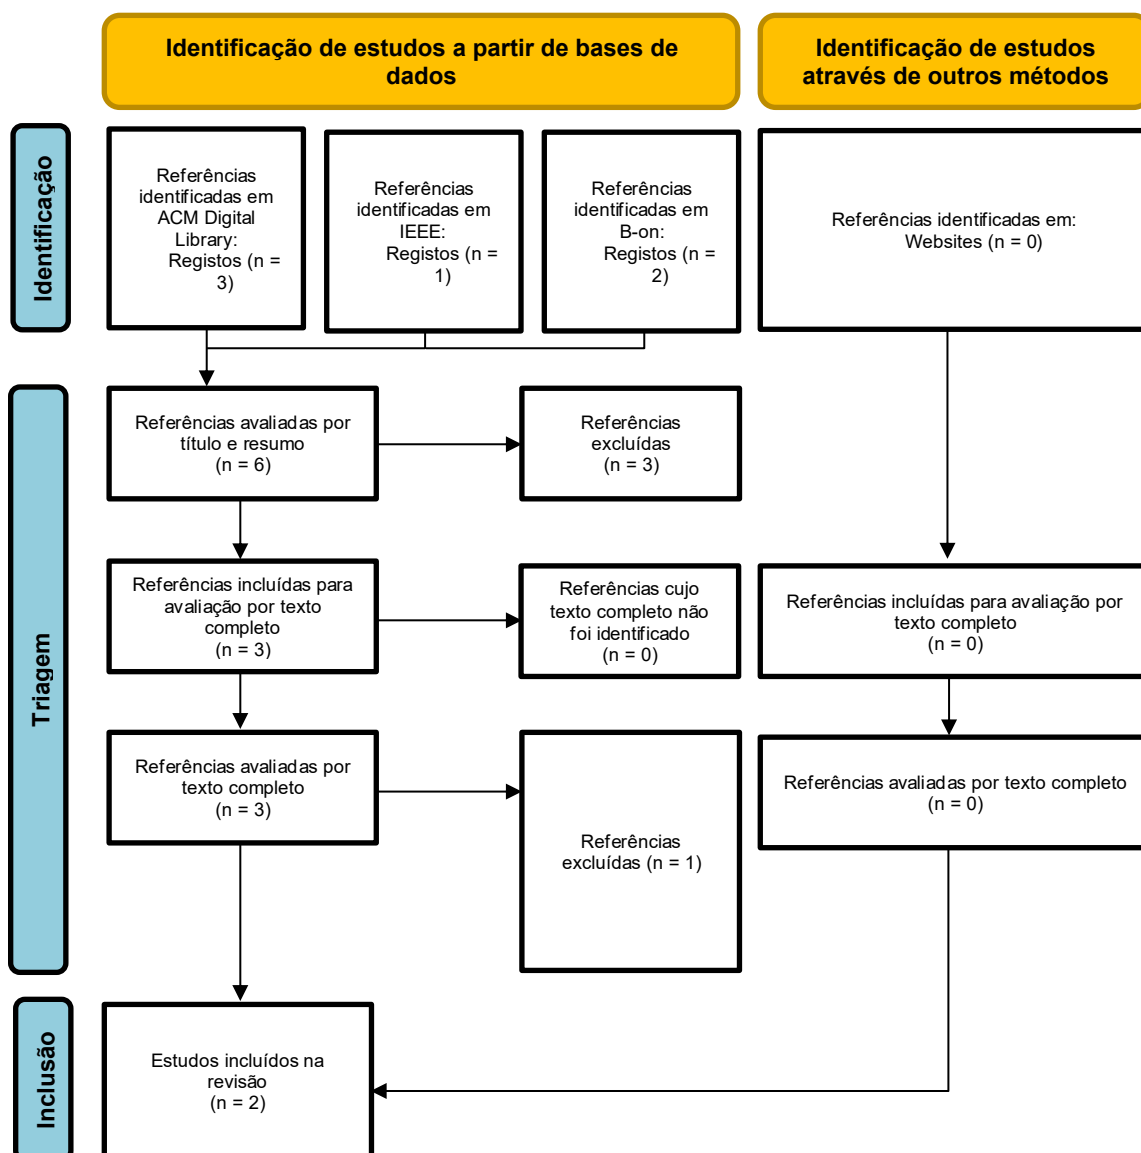 Identificação de estudos a partir de bases de
dados
Identificação de estudos
através de outros métodos
Identificação
Referências
identificadas em
ACM Digital
Library:
Registos (n =
3)
Referências
identificadas em
IEEE:
Registos (n =
1)
Referências
identificadas em
B-on:
Registos (n =
2)
Referências identificadas em:
Websites (n = 0)
Triagem
Referências avaliadas por
título e resumo
(n = 6)
Referências
excluídas
(n = 3)
Referências incluídas para
avaliação por texto
completo
(n = 3)
Referências cujo
texto completo não
foi identificado
(n = 0)
Referências incluídas para avaliação por
texto completo
(n = 0)
Referências avaliadas por
texto completo
(n = 3)
Referências
excluídas (n = 1)
Referências avaliadas por texto completo
(n = 0)
Inclusão
Estudos incluídos na
revisão
(n = 2)